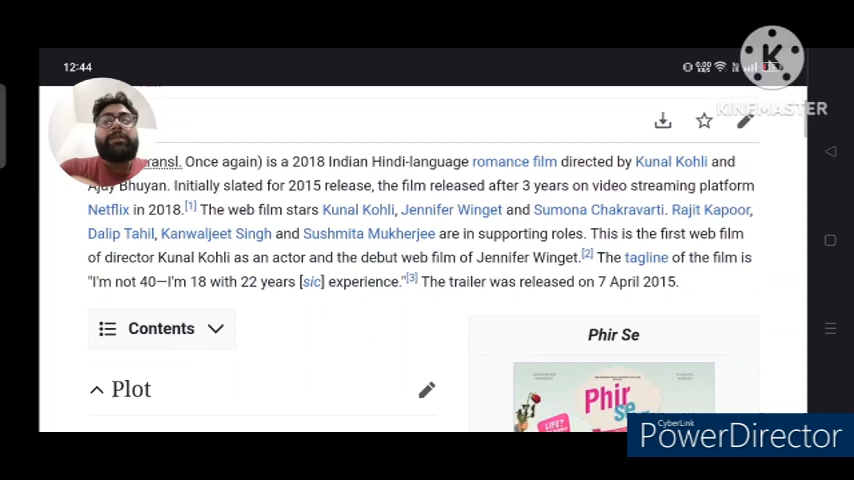 12:44
KINEMASTER
transl. Once again) is a 2018 Indian Hindi-language romance film directed by Kunal Kohli and
Ajay Bhuyan. Initially slated for 2015 release, the film released after 3 years on video streaming platform
Netflix in 2018.[1] The web film stars Kunal Kohli, Jennifer Winget and Sumona Chakravarti. Rajit Kapoor,
Dalip Tahil, Kanwaljeet Singh and Sushmita Mukherjee are in supporting roles. This is the first web film
of director Kunal Kohli as an actor and the debut web film of Jennifer Winget.[2] The tagline of the film is
"I'm not 40—I'm 18 with 22 years [sic] experience."[3] The trailer was released on 7 April 2015.
Contents
Phir Se
Plot
Phir
se
LIFE?
CyberLink
PowerDirector